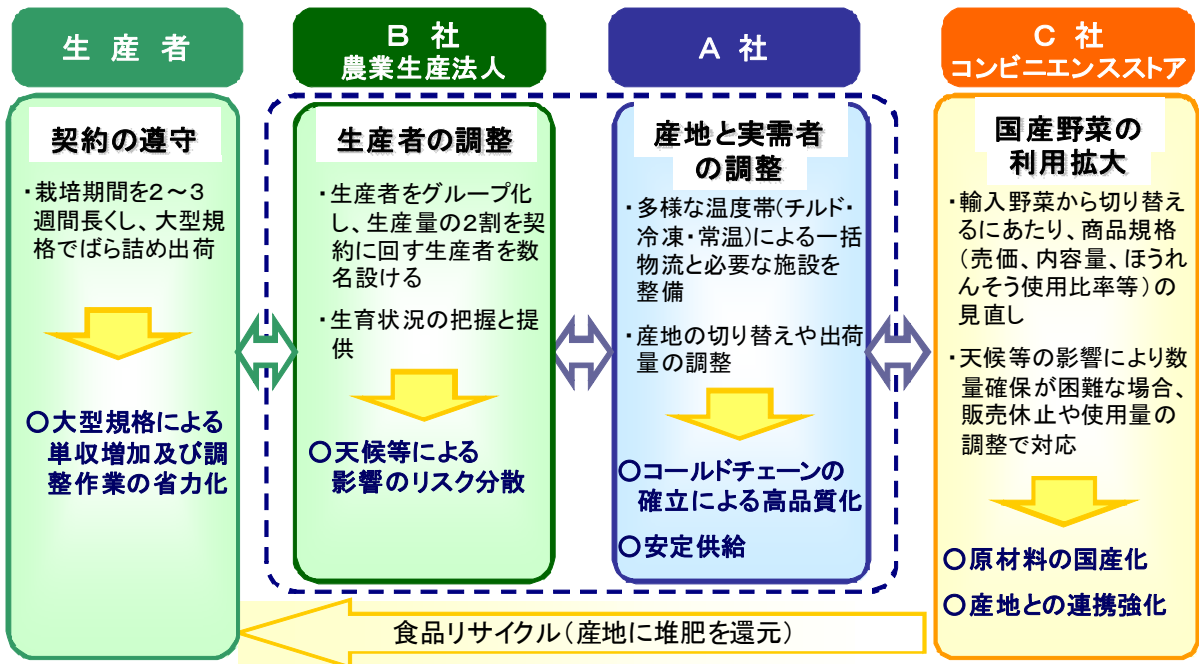 生 産 者
契約の遵守
・栽培期間を２～３
週間長くし、大型規
格でばら詰め出荷
○大型規格による
単収増加及び調
整作業の省力化
Ｂ 社
農業生産法人
生産者の調整
・生産者をグループ化
し、生産量の２割を契
約に回す生産者を数
名設ける
・生育状況の把握と提
供
○天候等による
影響のリスク分散
Ａ 社
産地と実需者
の調整
・多様な温度帯（チルド・
冷凍・常温）による一括
物流と必要な施設を
整備
・産地の切り替えや出荷
量の調整
○コールドチェーンの
確立による高品質化
○安定供給
Ｃ 社
コンビニエンスストア
国産野菜の
利用拡大
・輸入野菜から切り替え
るにあたり、商品規格
（売価、内容量、ほうれ
んそう使用比率等）の
見直し
・天候等の影響により数
量確保が困難な場合、
販売休止や使用量の
調整で対応
○原材料の国産化
○産地との連携強化
食品リサイクル（産地に堆肥を還元）